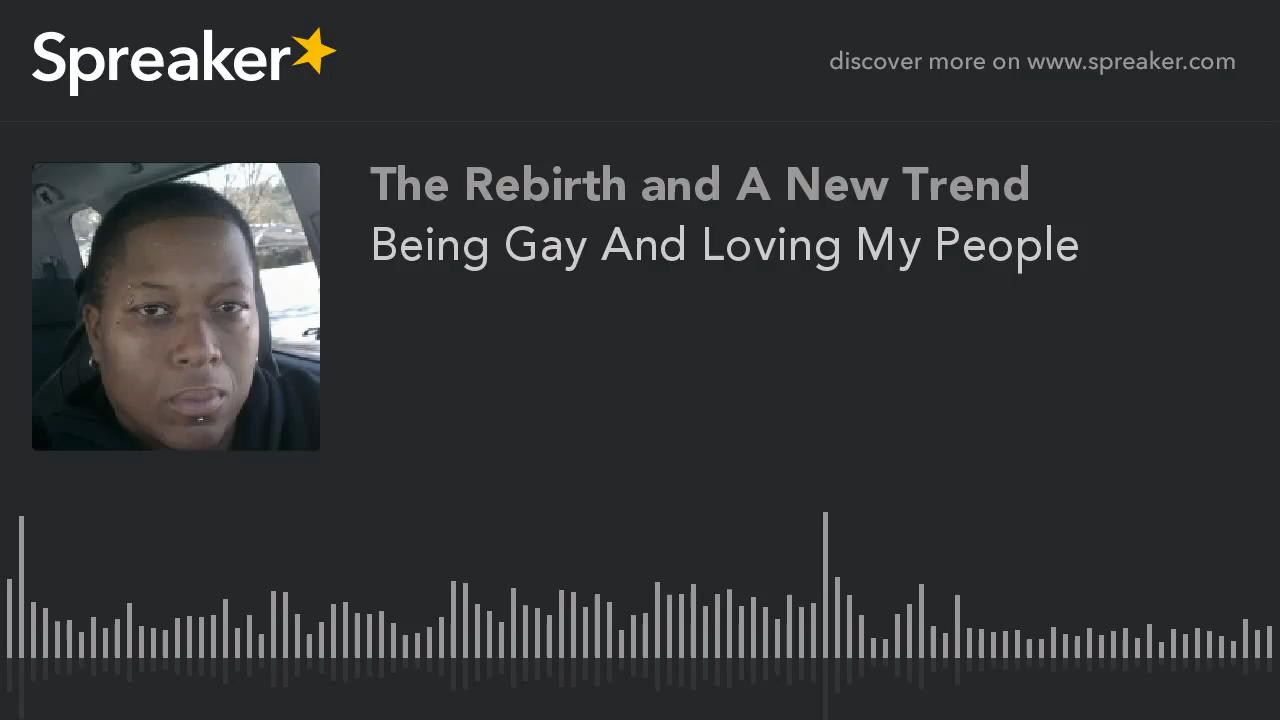 Spreaker
discover more on www.spreaker.com
The Rebirth and A New Trend
Being Gay And Loving My People